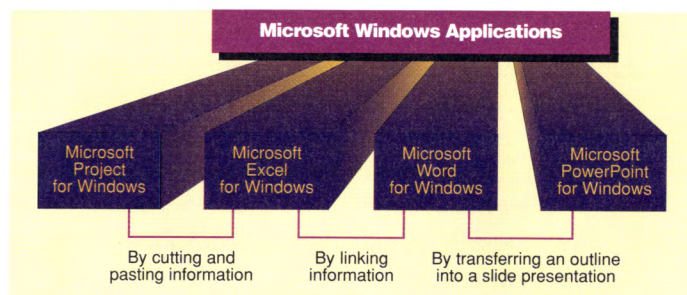 Microsoft Windows Applications
Microsoft
Project
for Windows
Microsoft
Excel
for Windows
Microsoft
Word
for Windows
Microsoft
PowerPoint
for Windows
By cutting and
pasting information
By linking
information
By transferring an outline
into a slide presentation